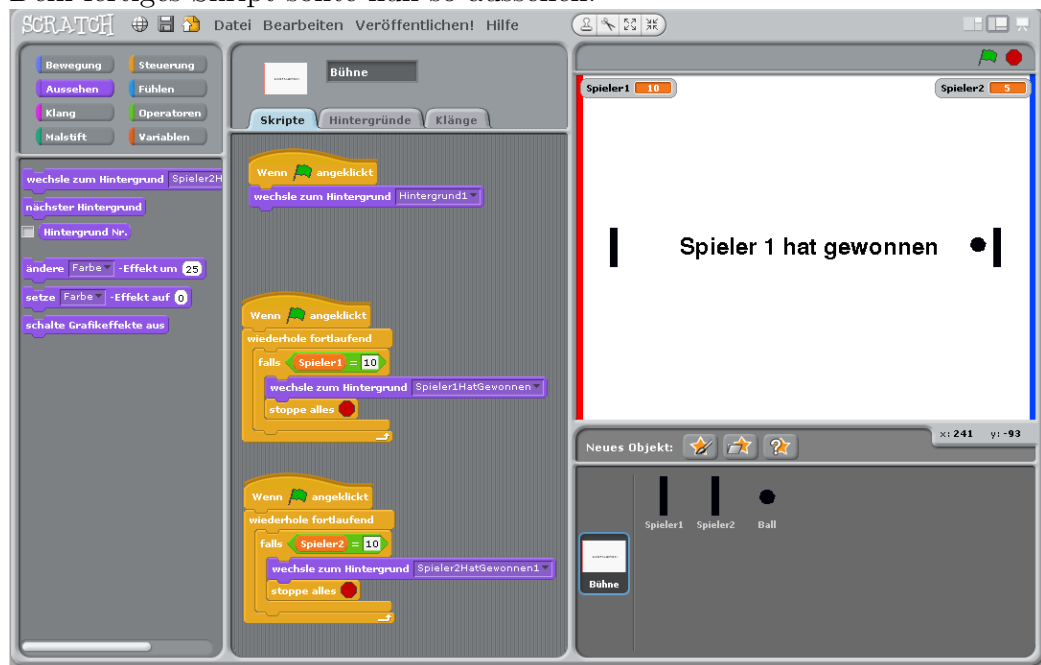 Dein fertiges Skript sollte nun so aussehen:
SCRATCH Datei Bearbeiten Veröffentlichen! Hilfe
Bewegung Steuerung
Aussehen Fühlen
Klang Operatoren
Malstift Variablen
wechsle zum Hintergrund Spieler2H
nächster Hintergrund
Hintergrund Nr.
ändere Farbe -Effekt um 25
setze Farbe -Effekt auf 0
schalte Grafikeffekte aus
Bühne
Skripte Hintergründe Klänge
Wenn angeklickt
wechsle zum Hintergrund Hintergrund1
Wenn angeklickt
wiederhole fortlaufend
falls Spieler1 = 10
wechsle zum Hintergrund Spieler1HatGewonnen
stoppe alles
Wenn angeklickt
wiederhole fortlaufend
falls Spieler2 = 10
wechsle zum Hintergrund Spieler2HatGewonnen1
stoppe alles
Spieler1 10
Spieler2 5
Spieler 1 hat gewonnen
x: 241 y: -93
Neues Objekt:
Spieler1 Spieler2 Ball
Bühne